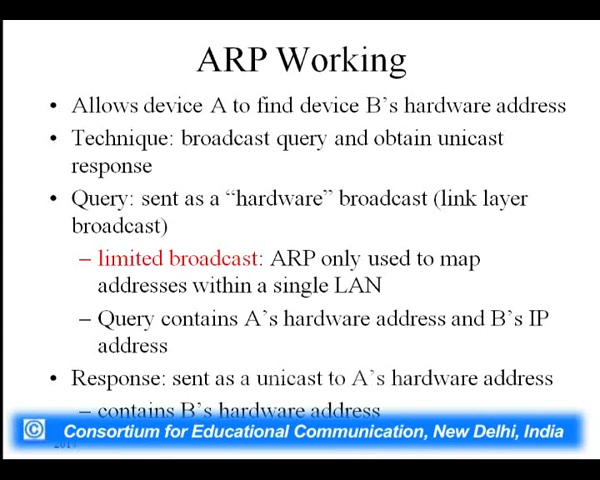 ARP Working
• Allows device A to find device B's hardware address
• Technique: broadcast query and obtain unicast
response
• Query: sent as a “hardware” broadcast (link layer
broadcast)
– limited broadcast: ARP only used to map
addresses within a single LAN
– Query contains A's hardware address and B's IP
address
• Response: sent as a unicast to A's hardware address
– contains B's hardware address
© Consortium for Educational Communication, New Delhi, India